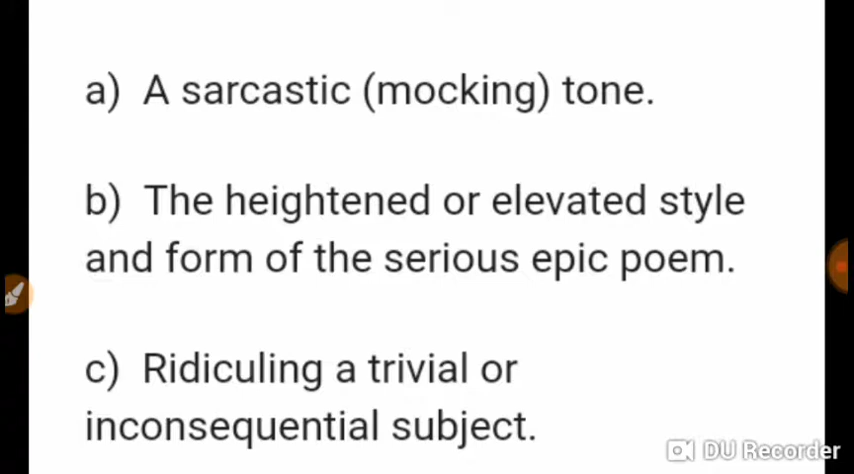 a) A sarcastic (mocking) tone.
b) The heightened or elevated style
and form of the serious epic poem.
c) Ridiculing a trivial or
inconsequential subject.
DU Recorder